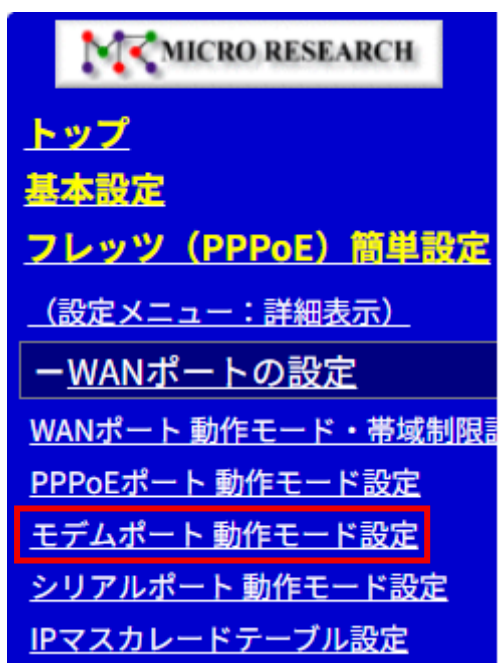 MICRO RESEARCH
トップ
基本設定
フレッツ（PPPoE）簡単設定
（設定メニュー：詳細表示）
ーWANポートの設定
WANポート 動作モード・帯域制限
PPPoEポート 動作モード設定
モデムポート 動作モード設定
シリアルポート 動作モード設定
IPマスカレードテーブル設定